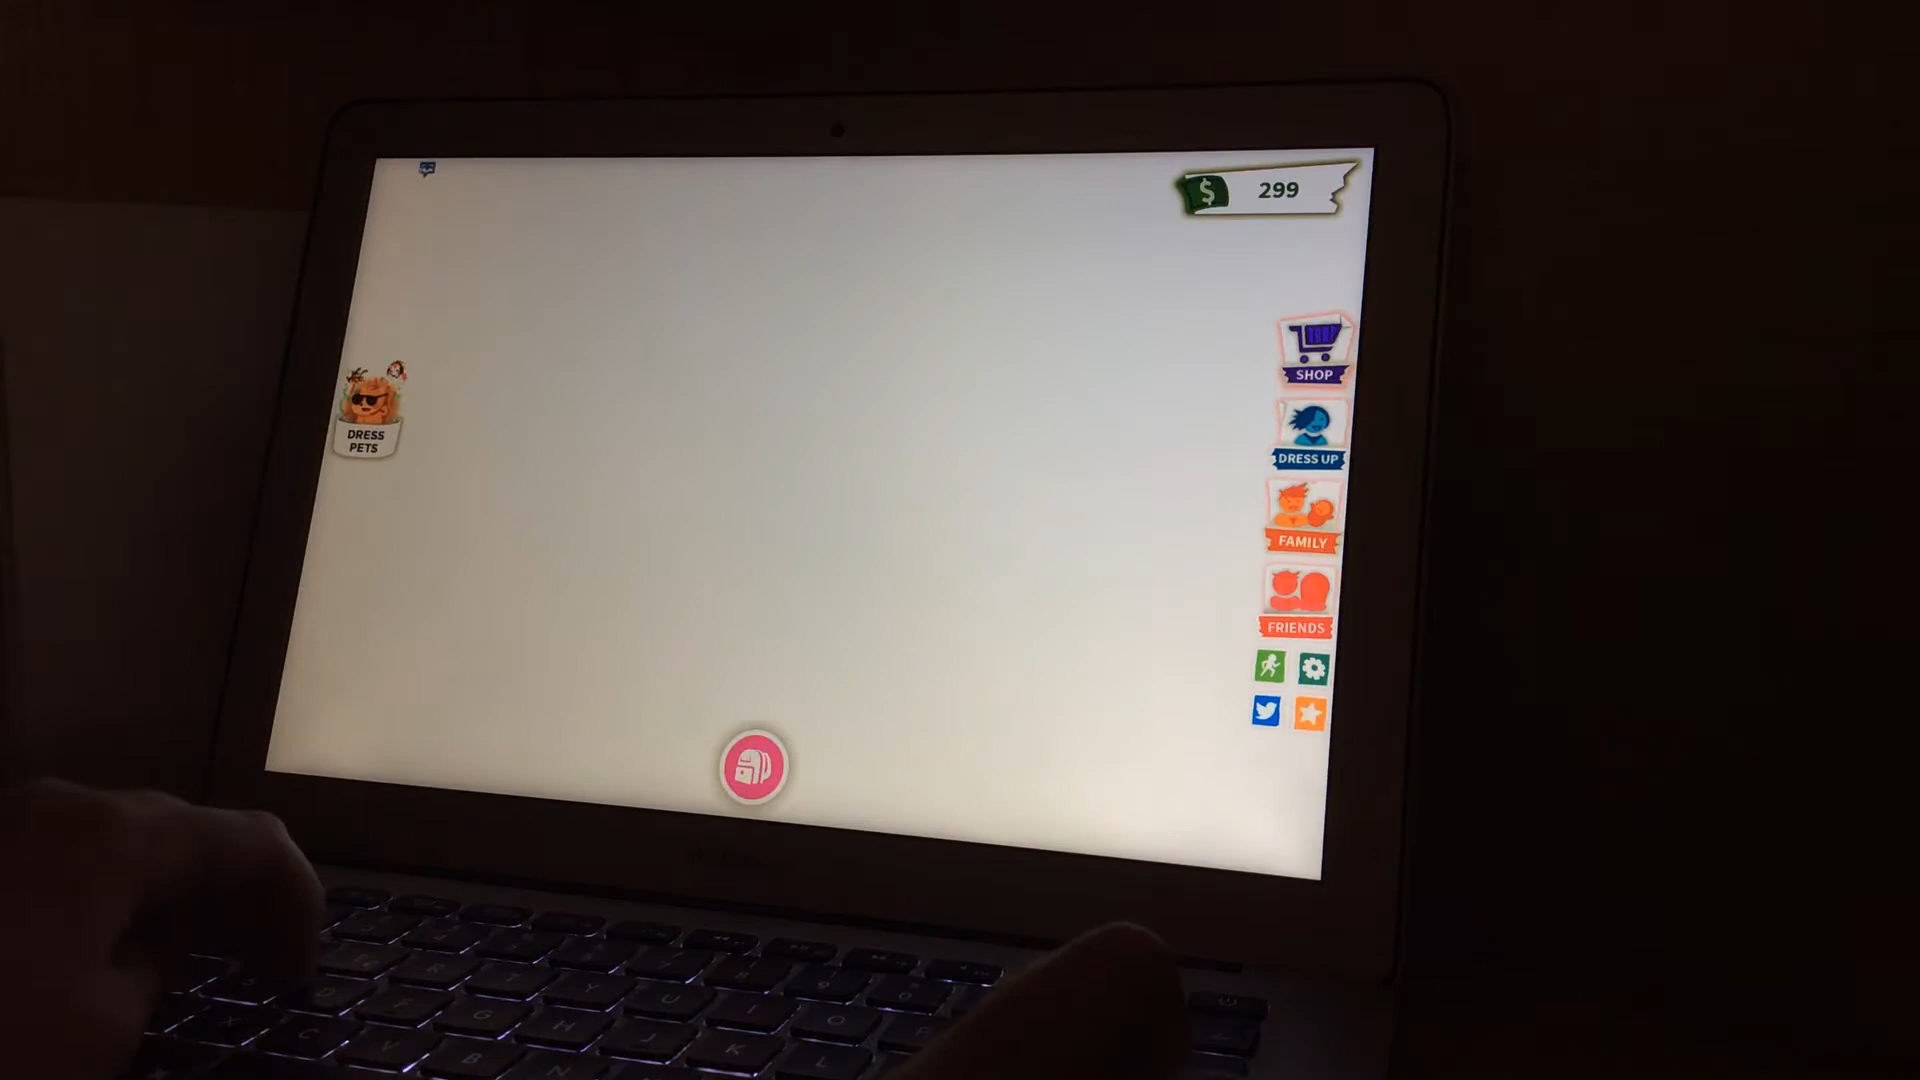 $ 299
SHOP
DRESS
PETS
DRESS UP
FAMILY
FRIENDS
R T Y U I O
F G H J K L
X C V B N